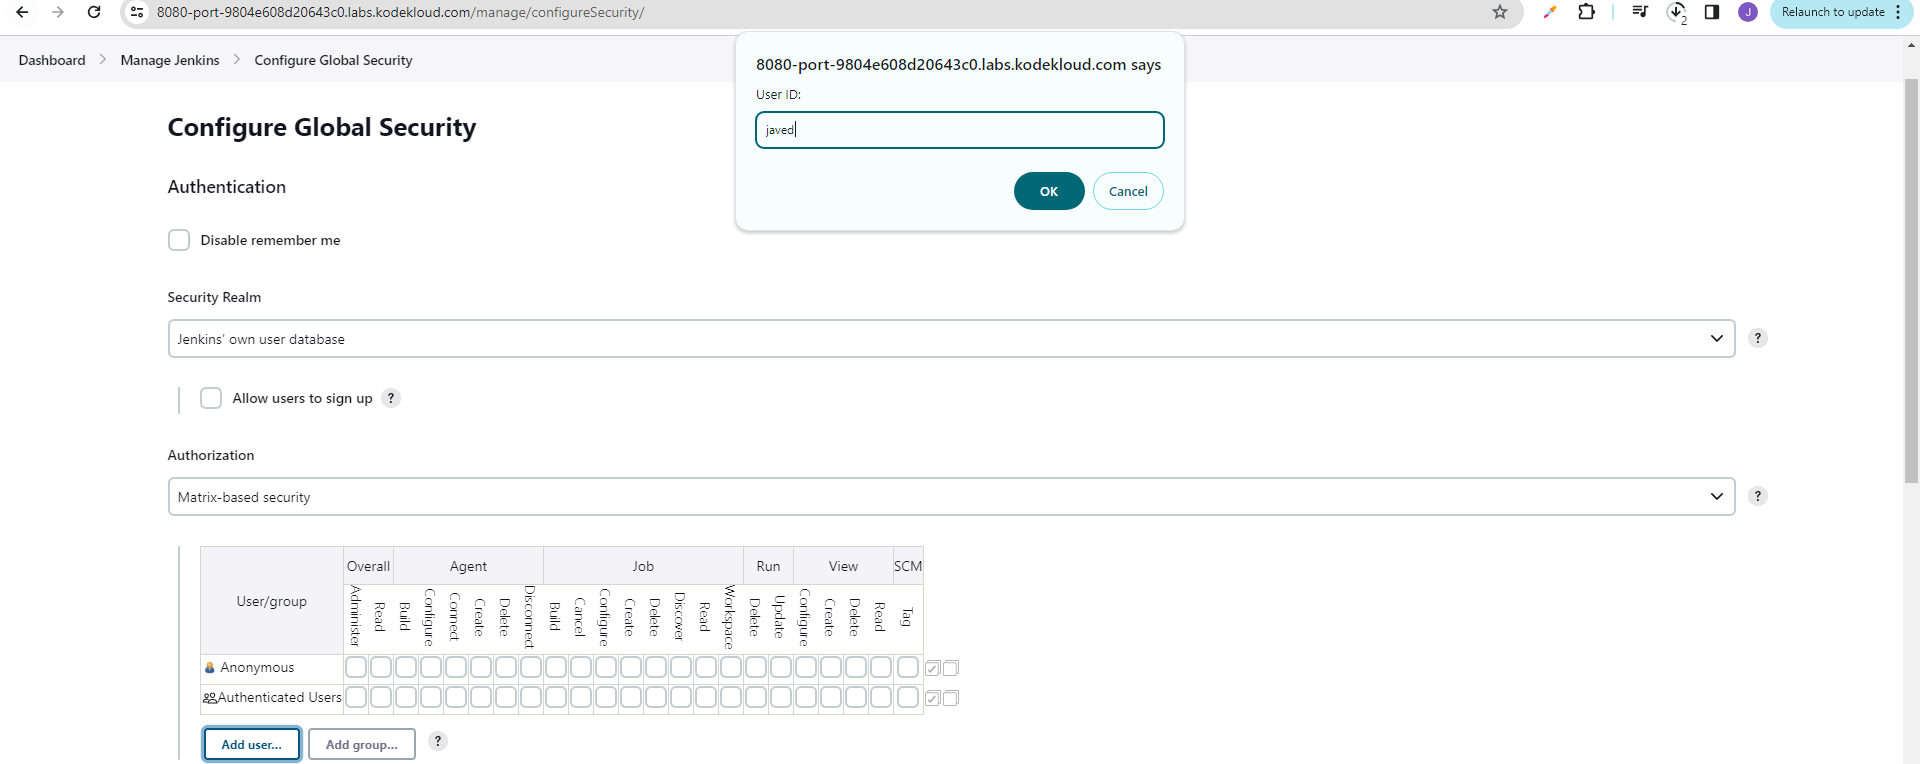 8080-port-9804e608d20643c0.labs.kodekloud.com/manage/configureSecurity/
2
J
Relaunch to update
Dashboard > Manage Jenkins > Configure Global Security
8080-port-9804e608d20643c0.labs.kodekloud.com says
User ID:
javed
OK Cancel
Configure Global Security
Authentication
Disable remember me
Security Realm
Jenkins' own user database
?
Allow users to sign up ?
Authorization
Matrix-based security
?
User/group Overall Agent Job Run View SCM
Administer Read Build Configure Connect Create Delete Disconnect Build Cancel Configure Create Delete Discover Read Workspace Delete Update Configure Create Delete Read Tag
Anonymous
Authenticated Users
Add user... Add group... ?